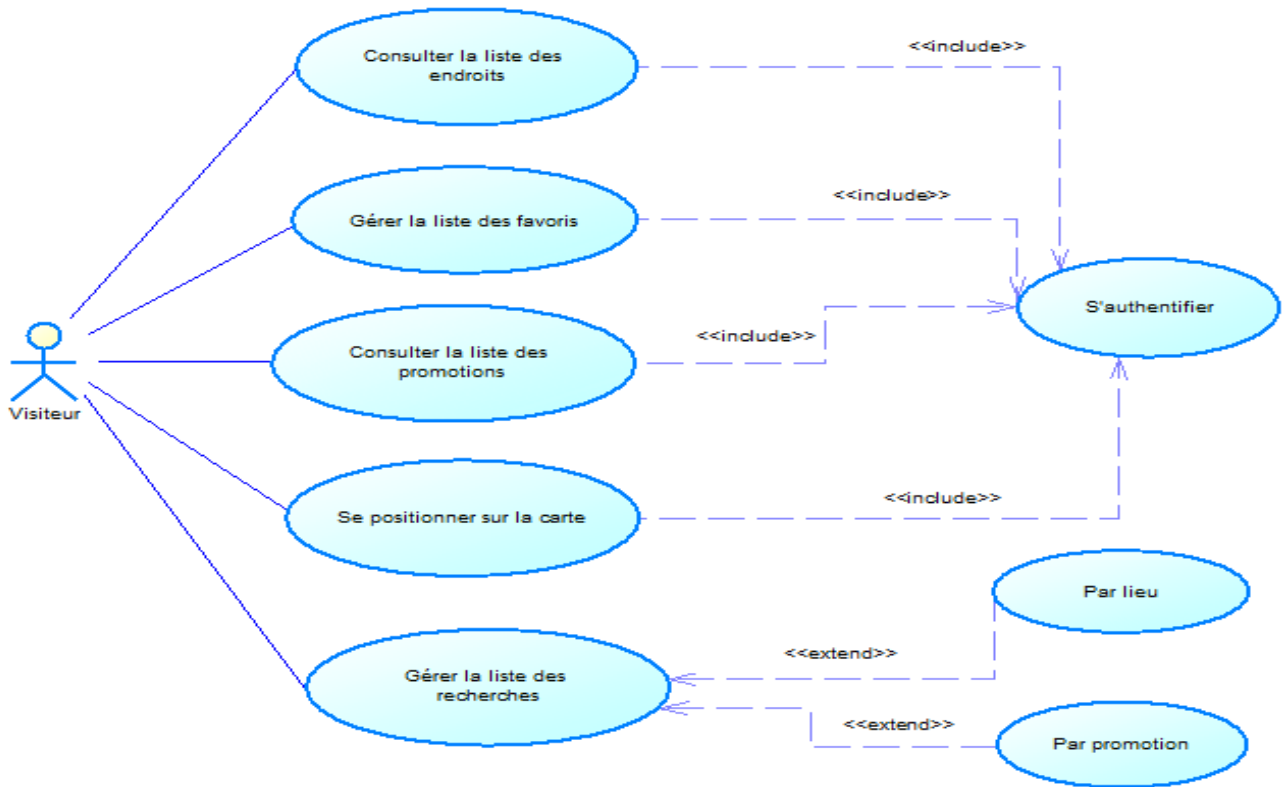 Consulter la liste des
endroits
<<include>>
Gérer la liste des favoris
<<include>>
S'authentifier
Consulter la liste des
promotions
<<include>>
Visiteur
Se positionner sur la carte
<<include>>
Par lieu
Gérer la liste des
recherches
<<extend>>
<<extend>>
Par promotion